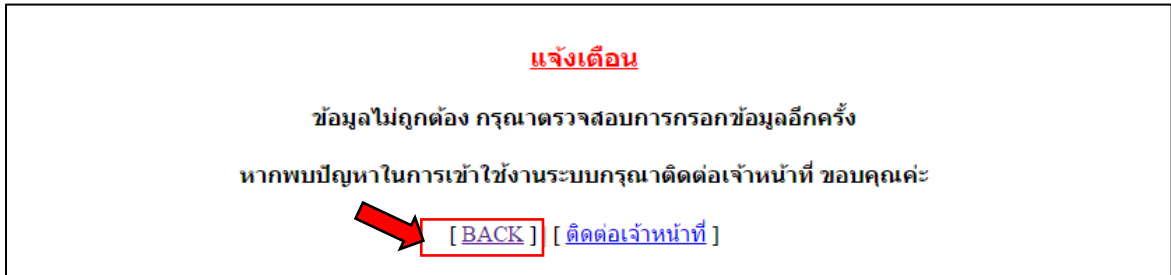 แจ้งเตือน
ข้อมูลไม่ถูกต้อง กรุณาตรวจสอบการกรอกข้อมูลอีกครั้ง
หากพบปัญหาในการเข้าใช้งานระบบกรุณาติดต่อเจ้าหน้าที่ ขอบคุณค่ะ
[ BACK ] [ ติดต่อเจ้าหน้าที่ ]